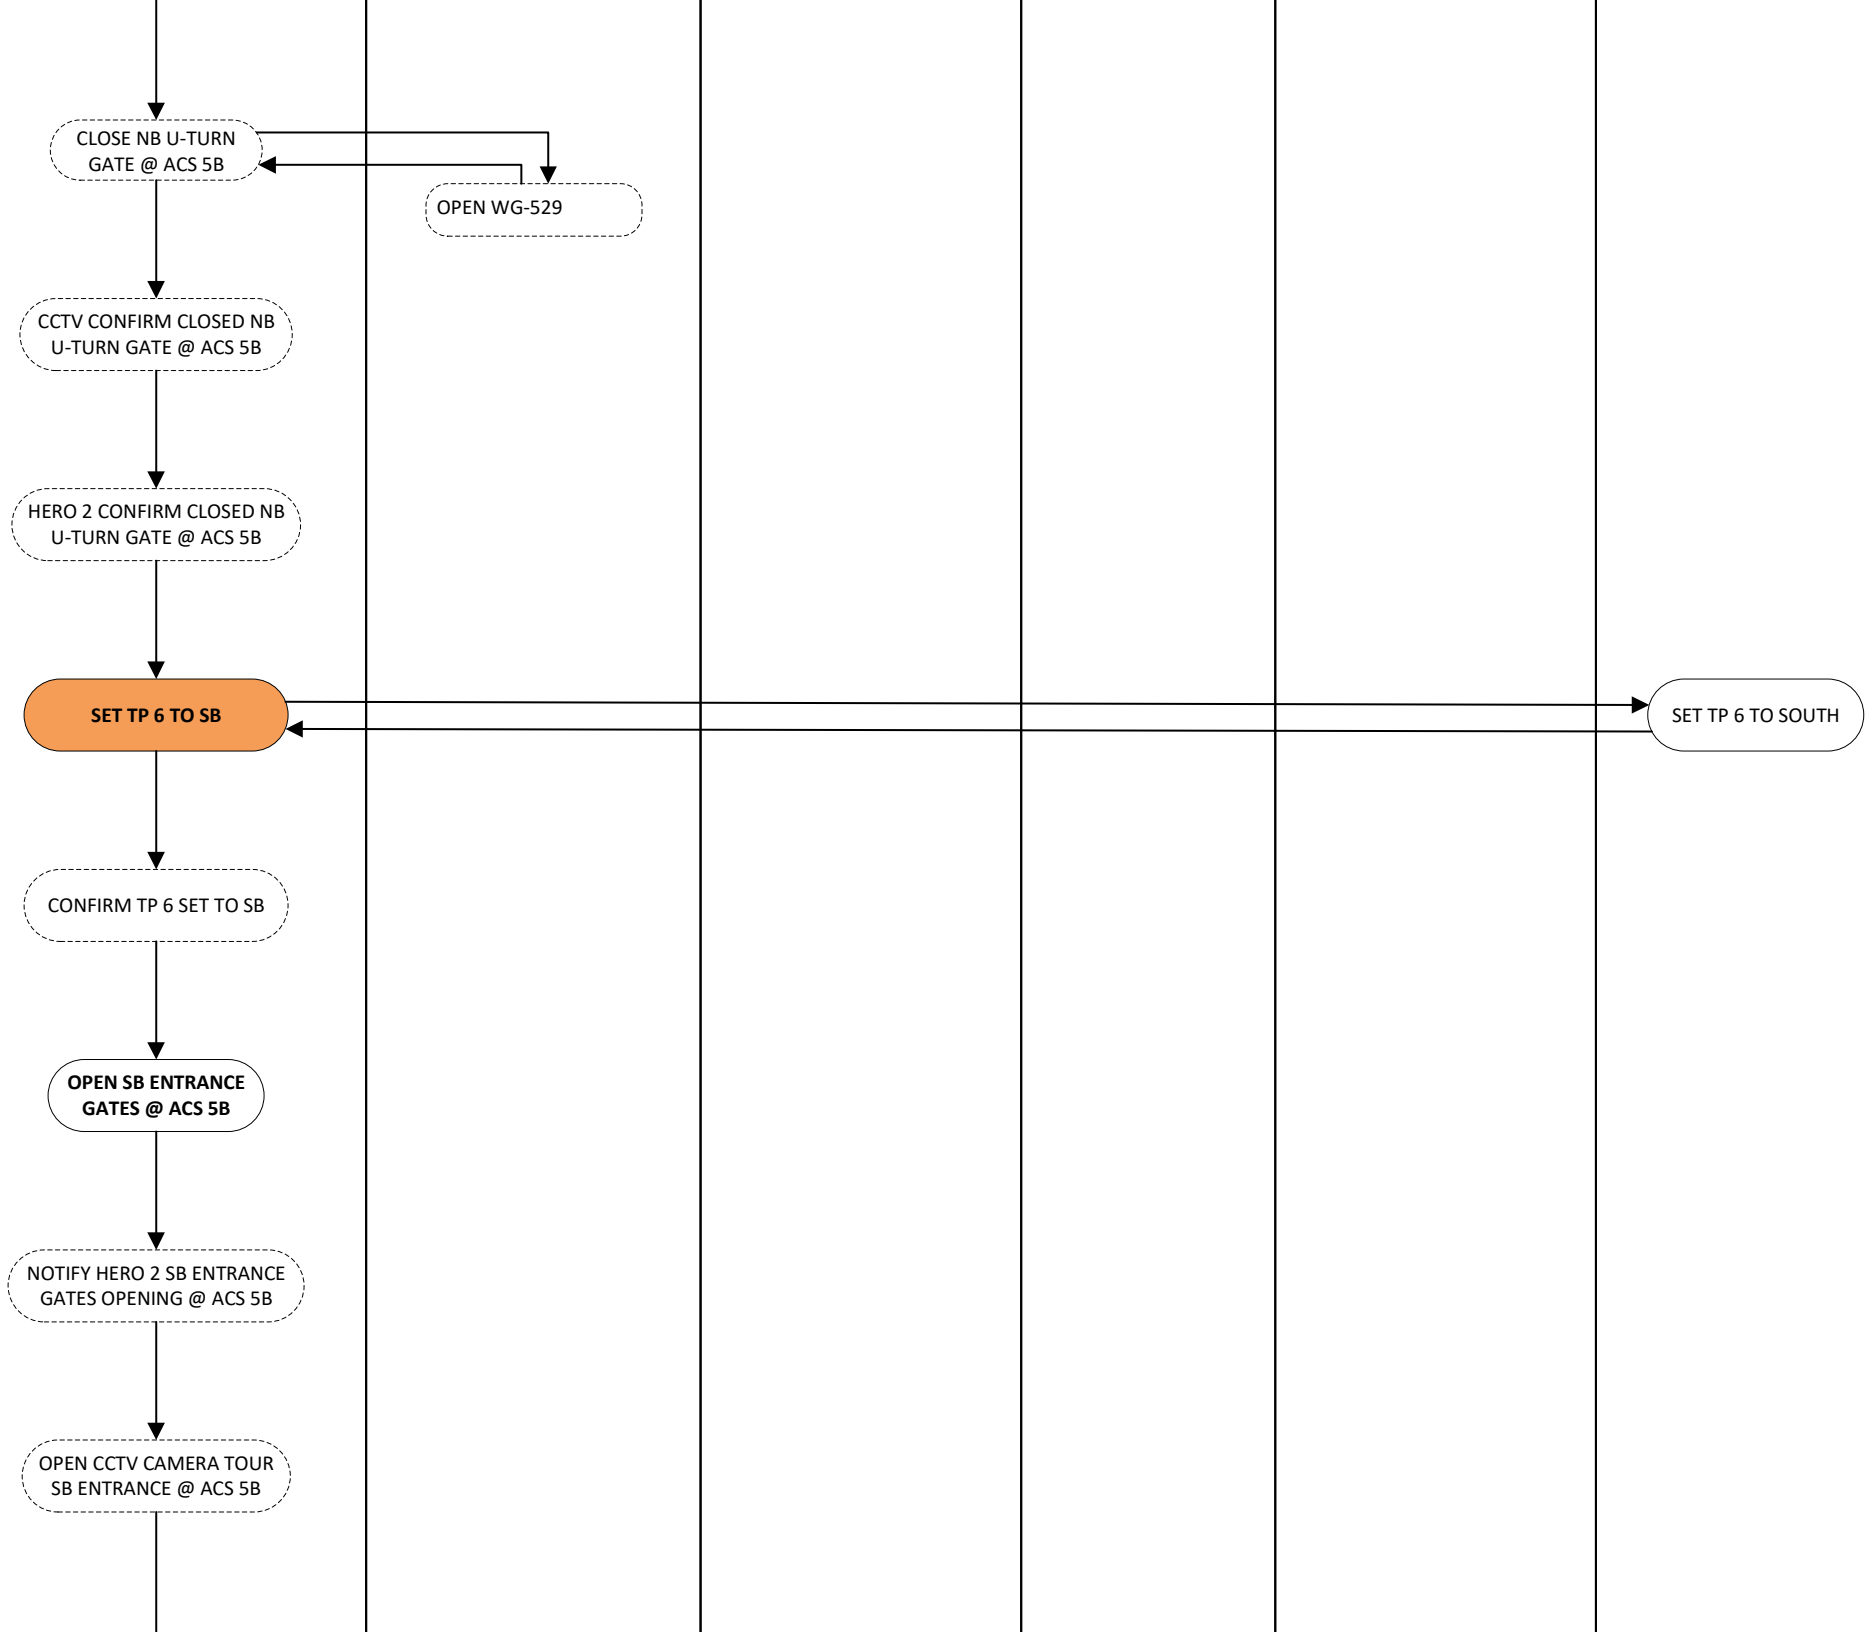 CLOSE NB U-TURN
GATE @ ACS 5B
OPEN WG-529
CCTV CONFIRM CLOSED NB
U-TURN GATE @ ACS 5B
HERO 2 CONFIRM CLOSED NB
U-TURN GATE @ ACS 5B
SET TP 6 TO SB
SET TP 6 TO SOUTH
CONFIRM TP 6 SET TO SB
OPEN SB ENTRANCE
GATES @ ACS 5B
NOTIFY HERO 2 SB ENTRANCE
GATES OPENING @ ACS 5B
OPEN CCTV CAMERA TOUR
SB ENTRANCE @ ACS 5B